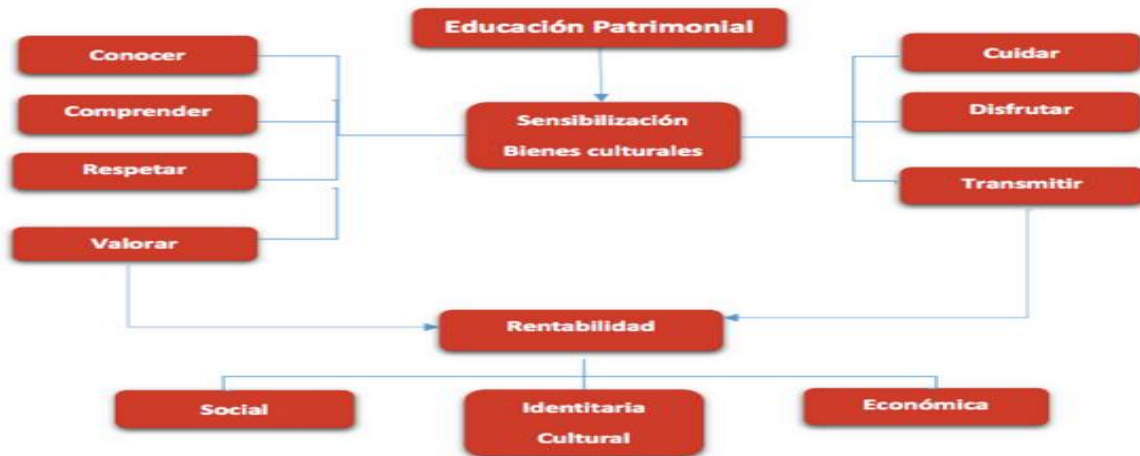 Educación Patrimonial
Conocer
Comprender
Respetar
Valorar
Sensibilización
Bienes culturales
Cuidar
Disfrutar
Transmitir
Rentabilidad
Social
Identitaria
Cultural
Económica